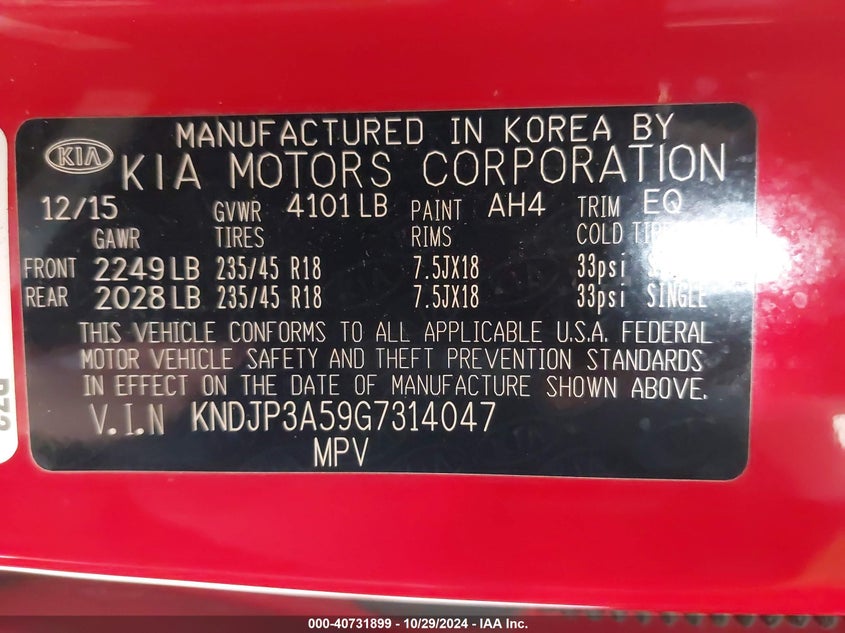 MANUFACTURED IN KOREA BY
KIA KIA MOTORS CORPORATION
12/15 GVWR 4101 LB PAINT AH4 TRIM EQ
GAWR TIRES RIMS COLD
FRONT 2249 LB 235/45 R18 7.5JX18 33psi
REAR 2028 LB 235/45 R18 7.5JX18 33psi SINGLE
THIS VEHICLE CONFORMS TO ALL APPLICABLE U.S.A. FEDERAL
MOTOR VEHICLE SAFETY AND THEFT PREVENTION STANDARDS
IN EFFECT ON THE DATE OF MANUFACTURE SHOWN ABOVE.
V.I.N KNDJP3A59G7314047
MPV
000-40731899 - 10/29/2024 - IAA Inc.